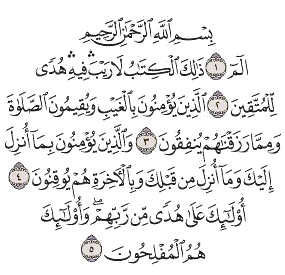 بِسْمِ ٱللَّهِ ٱلرَّحْمَٰنِ ٱلرَّحِيمِ
الٓمٓ ١ ذَٰلِكَ ٱلْكِتَٰبُ لَا رَيْبَ ۛ فِيهِ ۛ هُدًى
لِّلْمُتَّقِينَ ٢ ٱلَّذِينَ يُؤْمِنُونَ بِٱلْغَيْبِ وَيُقِيمُونَ ٱلصَّلَوٰةَ
وَمِمَّا رَزَقْنَٰهُمْ يُنفِقُونَ ٣ وَٱلَّذِينَ يُؤْمِنُونَ بِمَآ أُنزِلَ
إِلَيْكَ وَمَآ أُنزِلَ مِن قَبْلِكَ وَبِٱلْءَاخِرَةِ هُمْ يُوقِنُونَ ٤
أُو۟لَٰٓئِكَ عَلَىٰ هُدًى مِّن رَّبِّهِمْ ۖ وَأُو۟لَٰٓئِكَ
هُمُ ٱلْمُفْلِحُونَ ٥